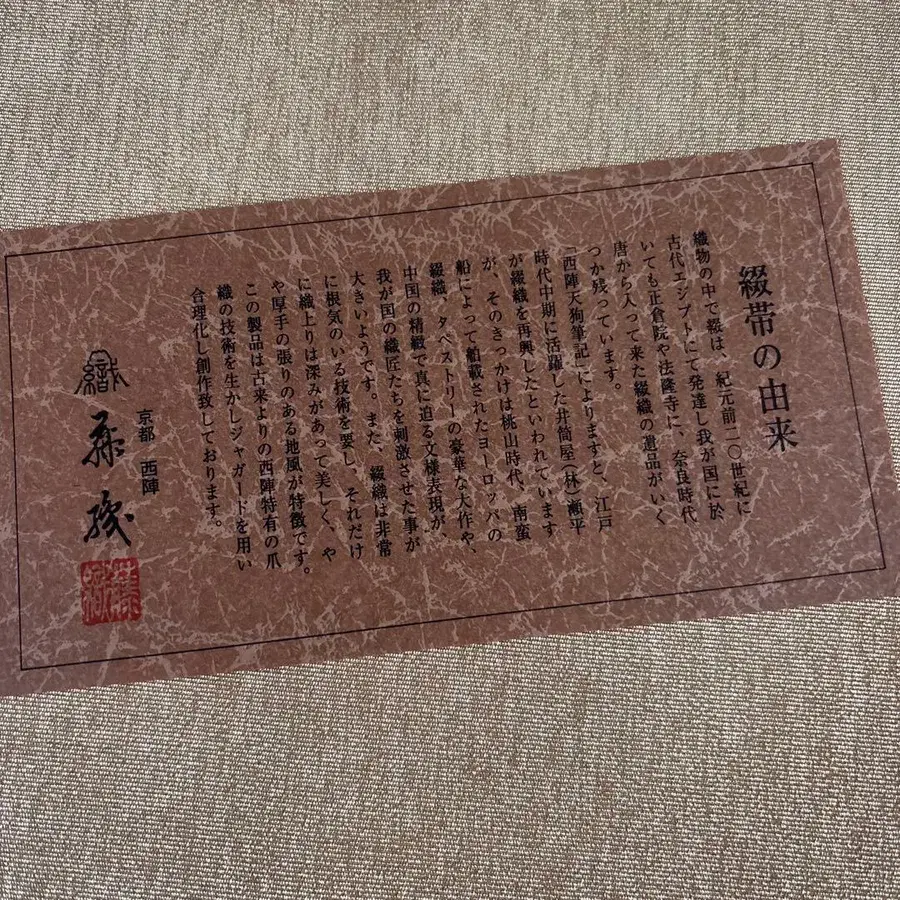 綴帯の由来
織物の中で綴は、紀元前二〇世紀に
古代エジプトにて発達し我が国に於
いても正倉院や法隆寺に、奈良時代
唐から入って来た綴織の遺品がいく
つか残っています。
「西陣天狗筆記」によりますと、江戸
時代中期に活躍した井筒屋(林)瀬平
が綴織を再興したといわれています
が、そのきっかけは桃山時代、南蛮
船によって舶載されたヨーロッパの
綴織、タペストリーの豪華な大作や、
中国の精緻で真に迫る文様表現が、
我が国の織匠たちを刺激させた事が
大きいようです。また、綴織は非常
に根気のいる技術を要し、それだけ
に織上りは深みがあって美しく、や
や厚手の張りのある地風が特徴です。
この製品は古来よりの西陣特有の爪
織の技術を生かしジャガードを用い
合理化し創作致しております。
京都 西陣
織